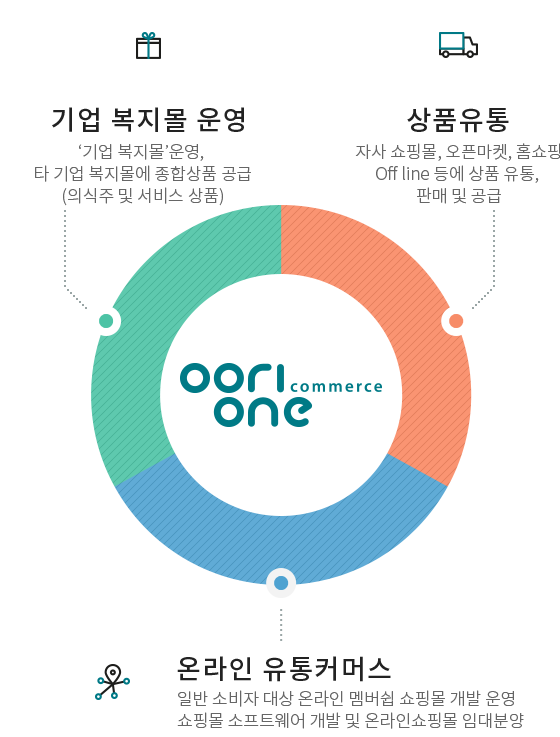 기업 복지몰 운영
‘기업 복지몰’운영,
타 기업 복지몰에 종합상품 공급
(의식주 및 서비스 상품)
상품유통
자사 쇼핑몰, 오픈마켓, 홈쇼핑
Off line 등에 상품 유통,
판매 및 공급
oori commerce
one
온라인 유통커머스
일반 소비자 대상 온라인 멤버쉽 쇼핑몰 개발 운영
쇼핑몰 소프트웨어 개발 및 온라인쇼핑몰 임대분양